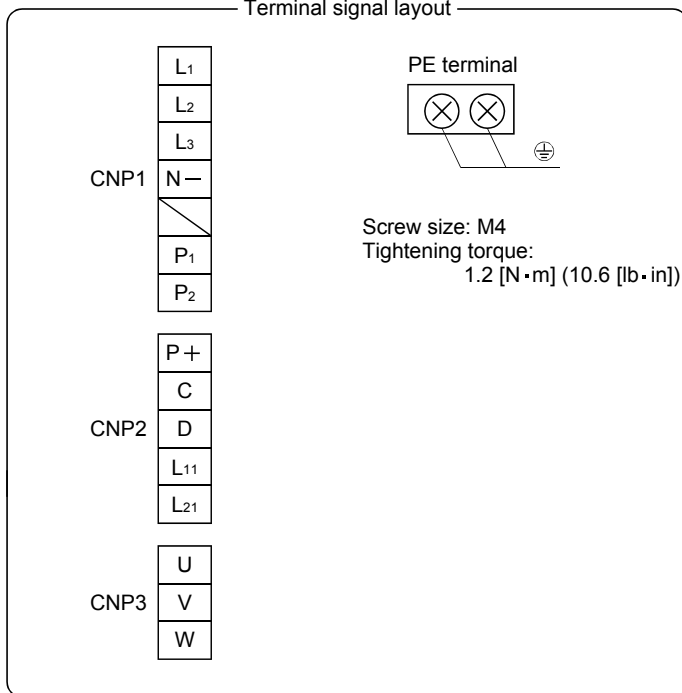 Terminal signal layout
L1
L2
L3
CNP1 N−
P1
P2
P+
C
CNP2 D
L11
L21
U
CNP3 V
W
PE terminal
Screw size: M4
Tightening torque:
1.2 [N·m] (10.6 [lb·in])